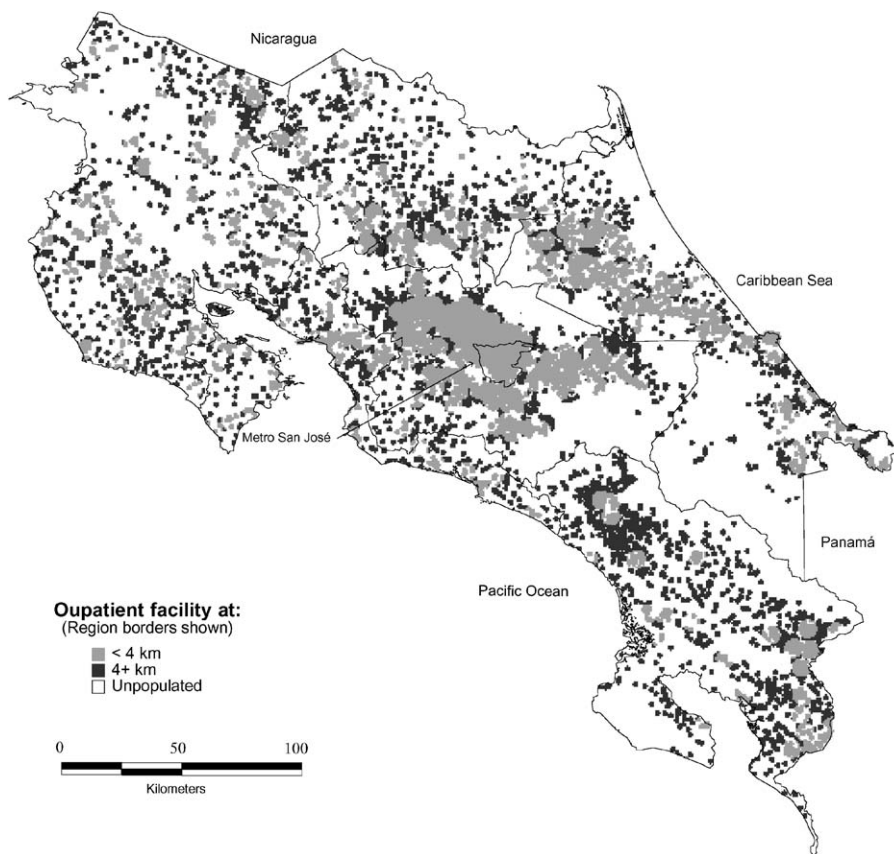 Nicaragua
Caribbean Sea
Metro San José
Panamá
Pacific Ocean
Oupatient facility at:
(Region borders shown)
< 4 km
4+ km
Unpopulated
0 50 100
Kilometers